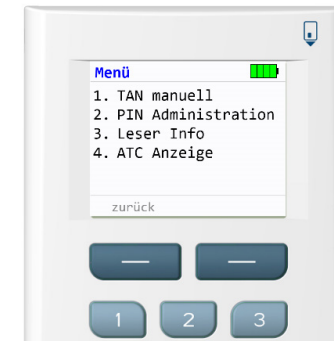 Menü
1. TAN manuell
2. PIN Administration
3. Leser Info
4. ATC Anzeige
zurück
1 2 3